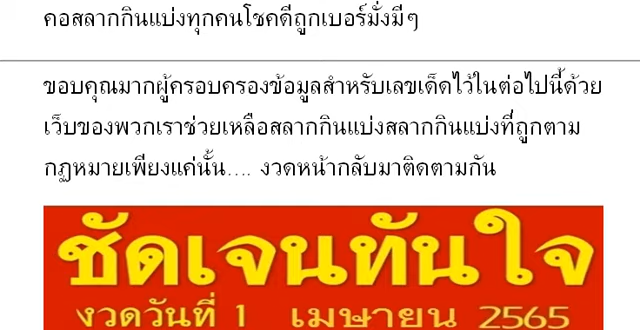 คอสลากกินแบ่งทุกคนโชคดีถูกเบอร์มั่งมีๆ
ขอบคุณมากผู้ครอบครองข้อมูลสำหรับเลขเด็ดไว้ในต่อไปนี้ด้วย
เว็บของพวกเราช่วยเหลือสลากกินแบ่งสลากกินแบ่งที่ถูกตาม
กฏหมายเพียงแค่นั้น.... งวดหน้ากลับมาติดตามกัน
ชัดเจนทันใจ
งวดวันที่ 1 เมษายน 2565